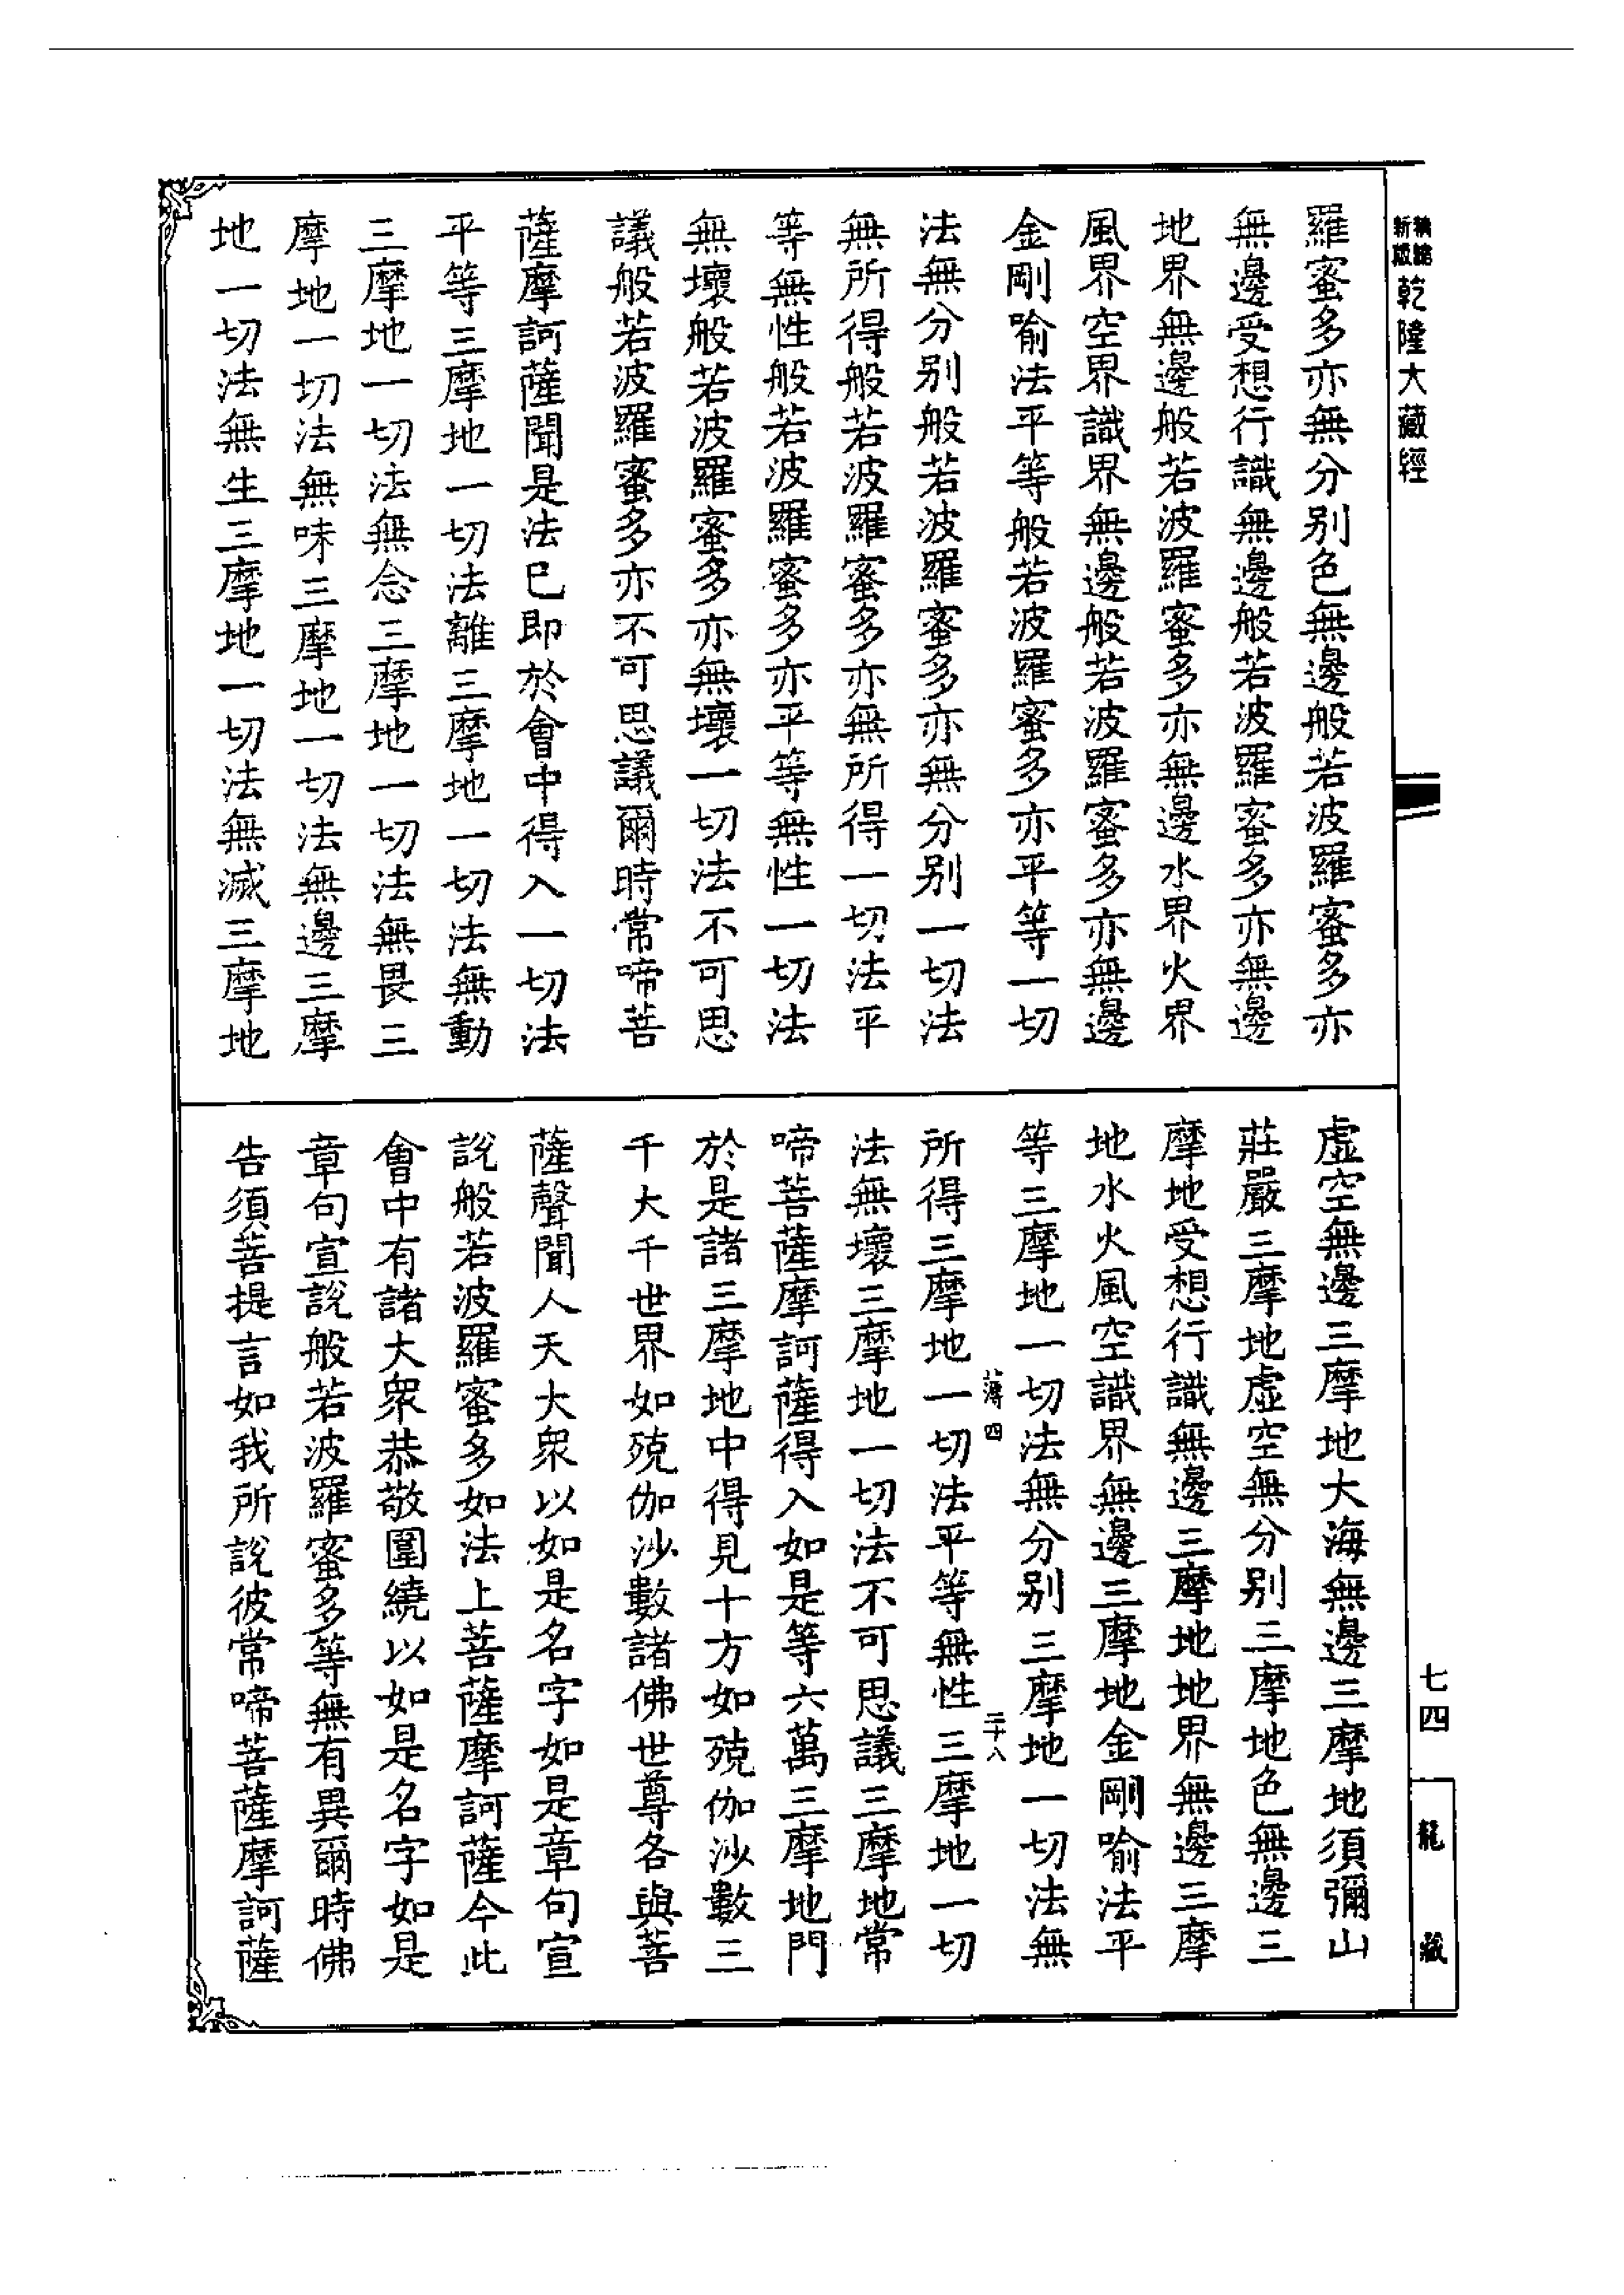 新版
精縮
乾隆大藏經
羅蜜多亦無分别色無邊般若波羅蜜多亦
無邊受想行識無邊般若波羅蜜多亦無邊
地界無邊般若波羅蜜多亦無邊水界火界
風界空界識界無邊般若波羅蜜多亦無邊
金剛喻法平等般若波羅蜜多亦平等一切
法無分别般若波羅蜜多亦無分别一切法
無所得般若波羅蜜多亦無所得一切法平
等無性般若波羅蜜多亦平等無性一切法
無壞般若波羅蜜多亦無壞一切法不可思
議般若波羅蜜多亦不可思議爾時常啼菩
薩摩訶薩聞是法已即於會中得入一切法
平等三摩地一切法離三摩地一切法無動
三摩地一切法無念三摩地一切法無畏三
摩地一切法無味三摩地一切法無邊三摩
地一切法無生三摩地一切法無滅三摩地
虛空無邊三摩地大海無邊三摩地須彌山
莊嚴三摩地虛空無分别三摩地色無邊三
摩地受想行識無邊三摩地地界無邊三摩
地水火風空識界無邊三摩地金剛喻法平
等三摩地一切法無分别三摩地一切法無
薄四 二十八
所得三摩地一切法平等無性三摩地一切
法無壞三摩地一切法不可思議三摩地常
啼菩薩摩訶薩得入如是等六萬三摩地門
於是諸三摩地中得見十方如殑伽沙數三
千大千世界如殑伽沙數諸佛世尊各與菩
薩聲聞人天大衆以如是名字如是章句宣
說般若波羅蜜多如法上菩薩摩訶薩今此
會中有諸大衆恭敬圍繞以如是名字如是
章句宣說般若波羅蜜多等無有異爾時佛
告須菩提言如我所說彼常啼菩薩摩訶薩
七四
龍藏